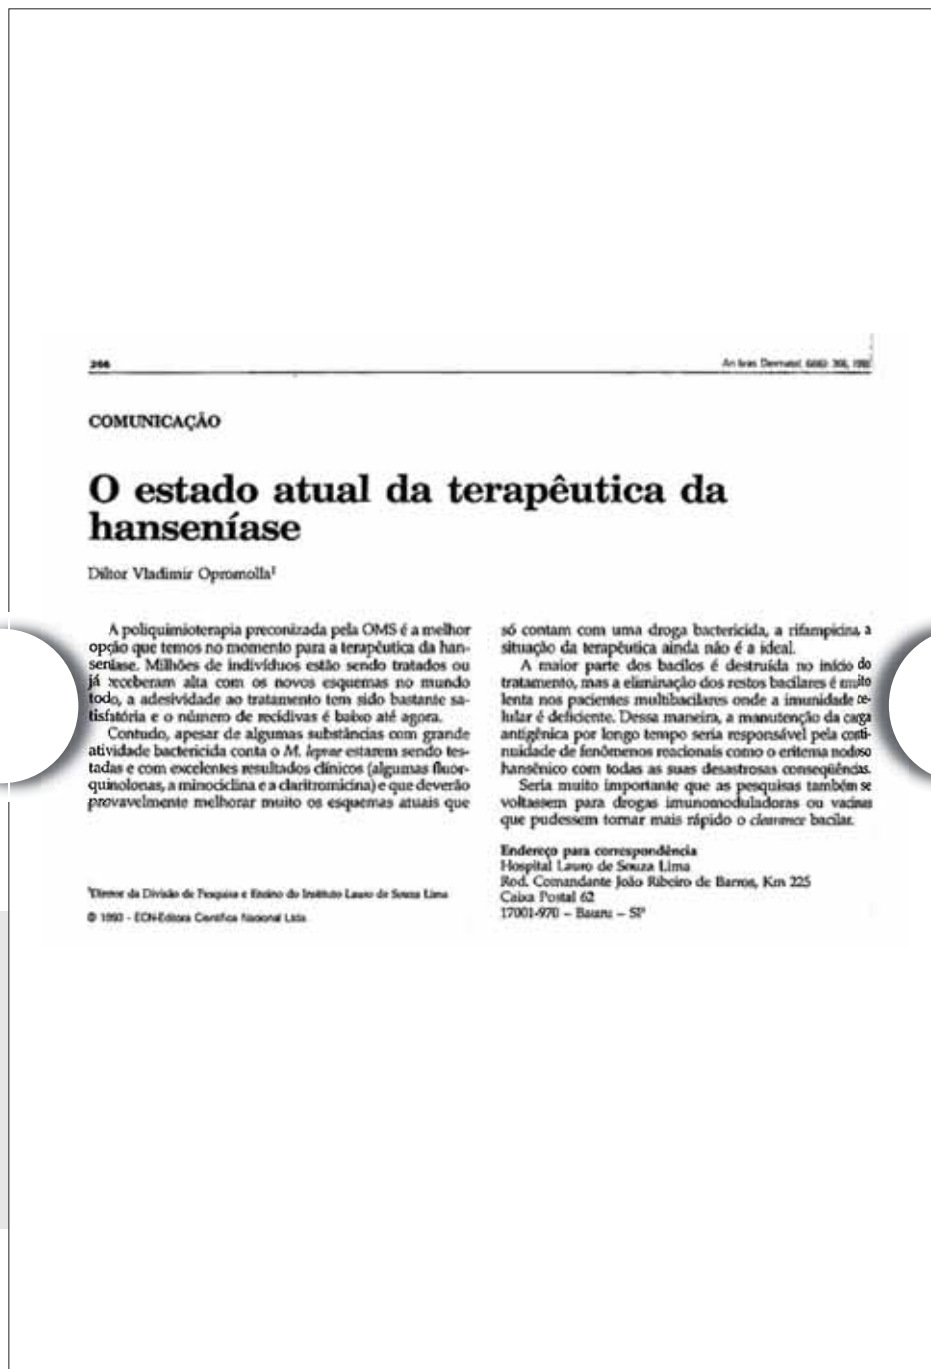 366
An bras Dermatol,
COMUNICAÇÃO
O estado atual da terapêutica da
hanseníase
Diltor Vladimir Opromolla¹
A poliquimioterapia preconizada pela OMS é a melhor
opção que temos no momento para a terapêutica da han-
seníase. Milhões de indivíduos estão sendo tratados ou
já receberam alta com os novos esquemas no mundo
todo, a adesividade ao tratamento tem sido bastante sa-
tisfatória e o número de recidivas é baixo até agora.
Contudo, apesar de algumas substâncias com grande
atividade bactericida conta o M. leprae estarem sendo tes-
tadas e com excelentes resultados clínicos (algumas fluor-
quinolonas, a minociclina e a claritromicina) e que deverão
provavelmente melhorar muito os esquemas atuais que
só contam com uma droga bactericida, a rifampicina, a
situação da terapêutica ainda não é a ideal.
A maior parte dos bacilos é destruída no início do
tratamento, mas a eliminação dos restos bacilares é muito
lenta nos pacientes multibacilares onde a imunidade ce-
lular é deficiente. Dessa maneira, a manutenção da carga
antigênica por longo tempo seria responsável pela conti-
nuidade de fenômenos reacionais como o eritema nodoso
hansênico com todas as suas desastrosas conseqüências.
Seria muito importante que as pesquisas também se
voltassem para drogas imunomoduladoras ou vacinas
que pudessem tornar mais rápido o clearance bacilar.
Endereço para correspondência
Hospital Lauro de Souza Lima
Rod. Comandante João Ribeiro de Barros, Km 225
Caixa Postal 62
17001-970 – Bauru – SP
¹Diretor da Divisão de Pesquisa e Ensino do Instituto Lauro de Souza Lima
© 1993 - ECN-Editora Científica Nacional Ltda